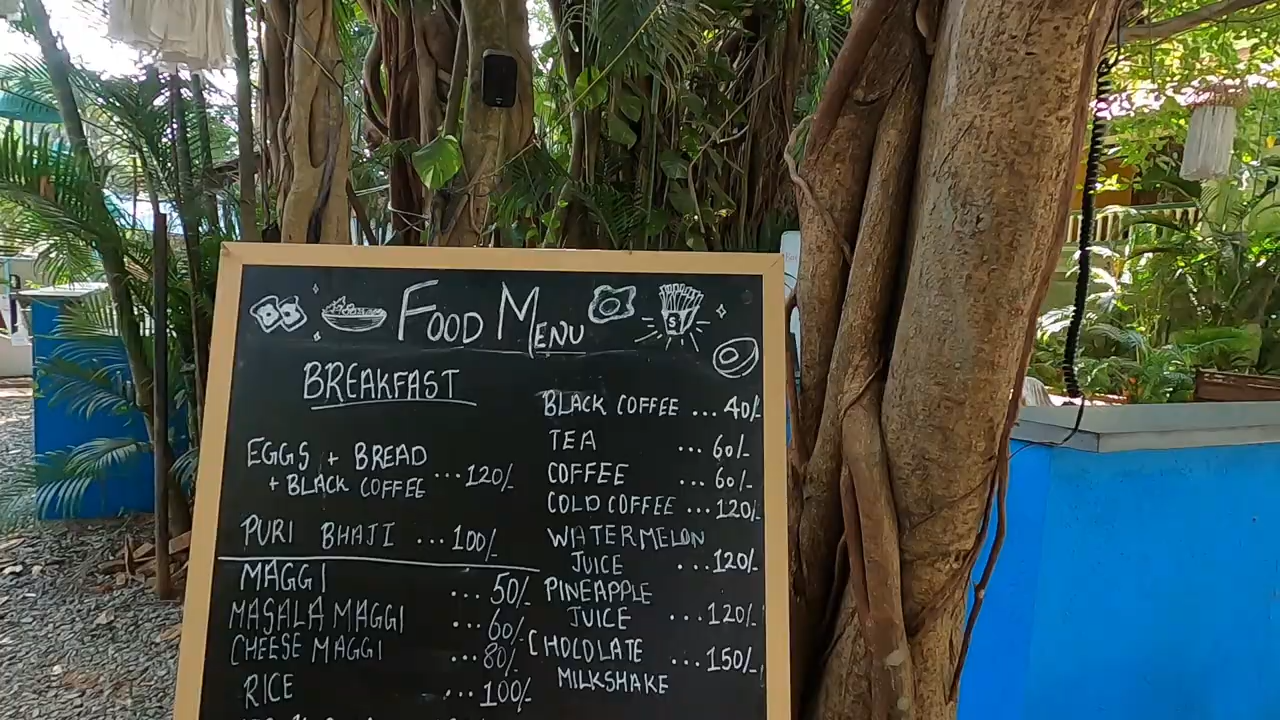 FOOD MENU
BREAKFAST
EGGS + BREAD
+ BLACK COFFEE ...120/-
PURI BHAJI ...100/-
MAGGI ...50/-
MASALA MAGGI ...60/-
CHEESE MAGGI ...80/-
RICE ...100/-
BLACK COFFEE ...40/-
TEA ...60/-
COFFEE ...60/-
COLD COFFEE ...120/-
WATERMELON
JUICE ...120/-
PINEAPPLE
JUICE ...120/-
CHOCOLATE ...150/-
MILKSHAKE